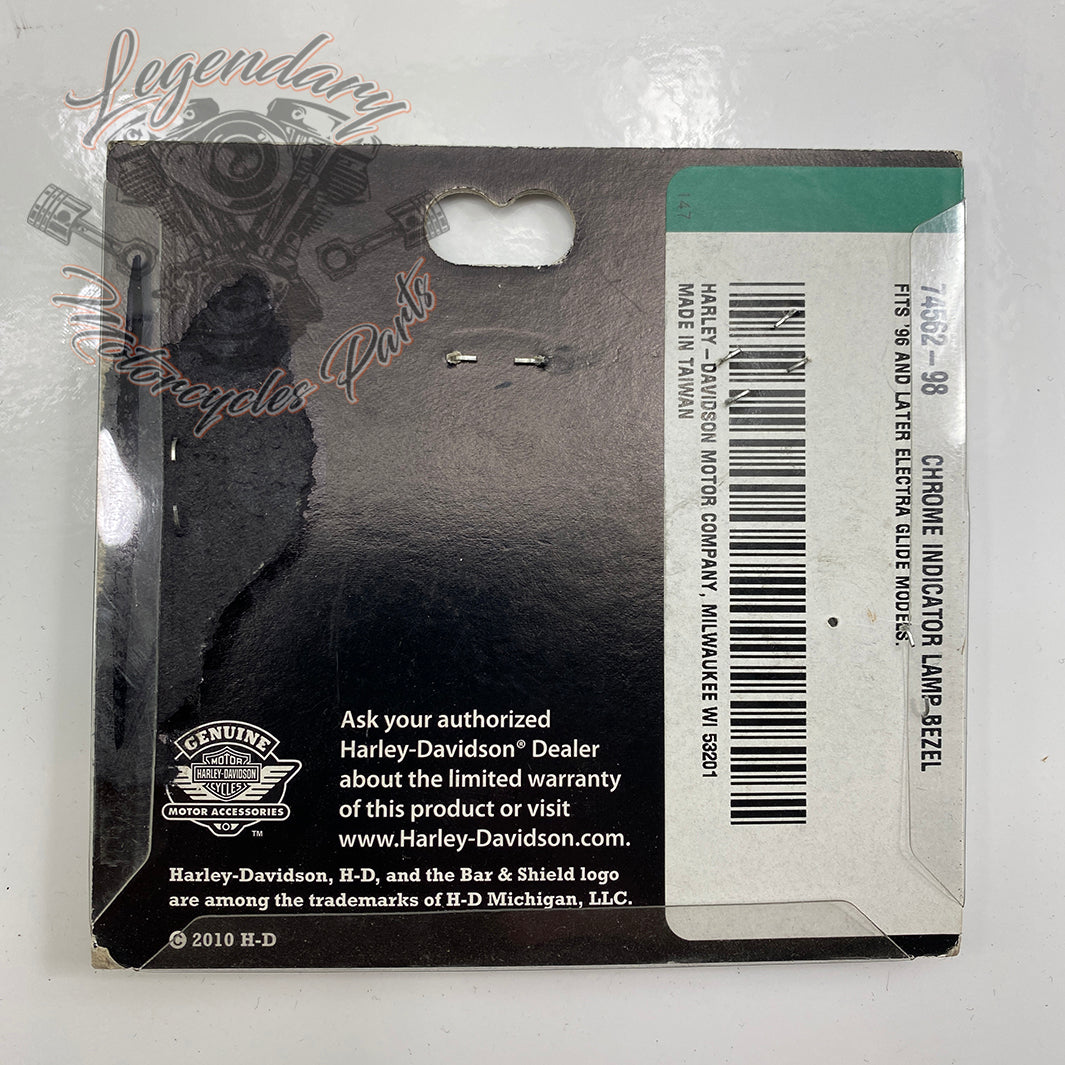 Legendary
Motorcycles Parts
147
74562-98 CHROME INDICATOR LAMP BEZEL
FITS '96 AND LATER ELECTRA GLIDE MODELS.
HARLEY-DAVIDSON MOTOR COMPANY, MILWAUKEE WI 53201
MADE IN TAIWAN
GENUINE
MOTOR
HARLEY-DAVIDSON
CYCLES
MOTOR ACCESSORIES
TM
Ask your authorized
Harley-Davidson® Dealer
about the limited warranty
of this product or visit
www.Harley-Davidson.com.
Harley-Davidson, H-D, and the Bar & Shield logo
are among the trademarks of H-D Michigan, LLC.
© 2010 H-D